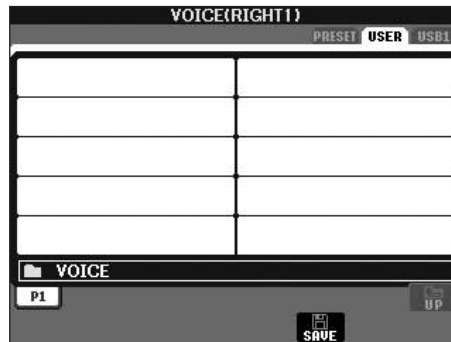 VOICE(RIGHT1)
PRESET USER USB1
VOICE
P1
UP
SAVE